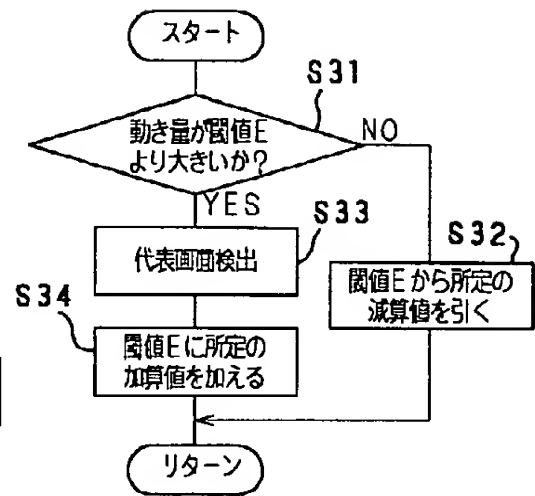 スタート
S31
動き量が閾値E
より大きいか?
NO
YES
S33
代表画面検出
S32
閾値Eから所定の
減算値を引く
S34
閾値Eに所定の
加算値を加える
リターン